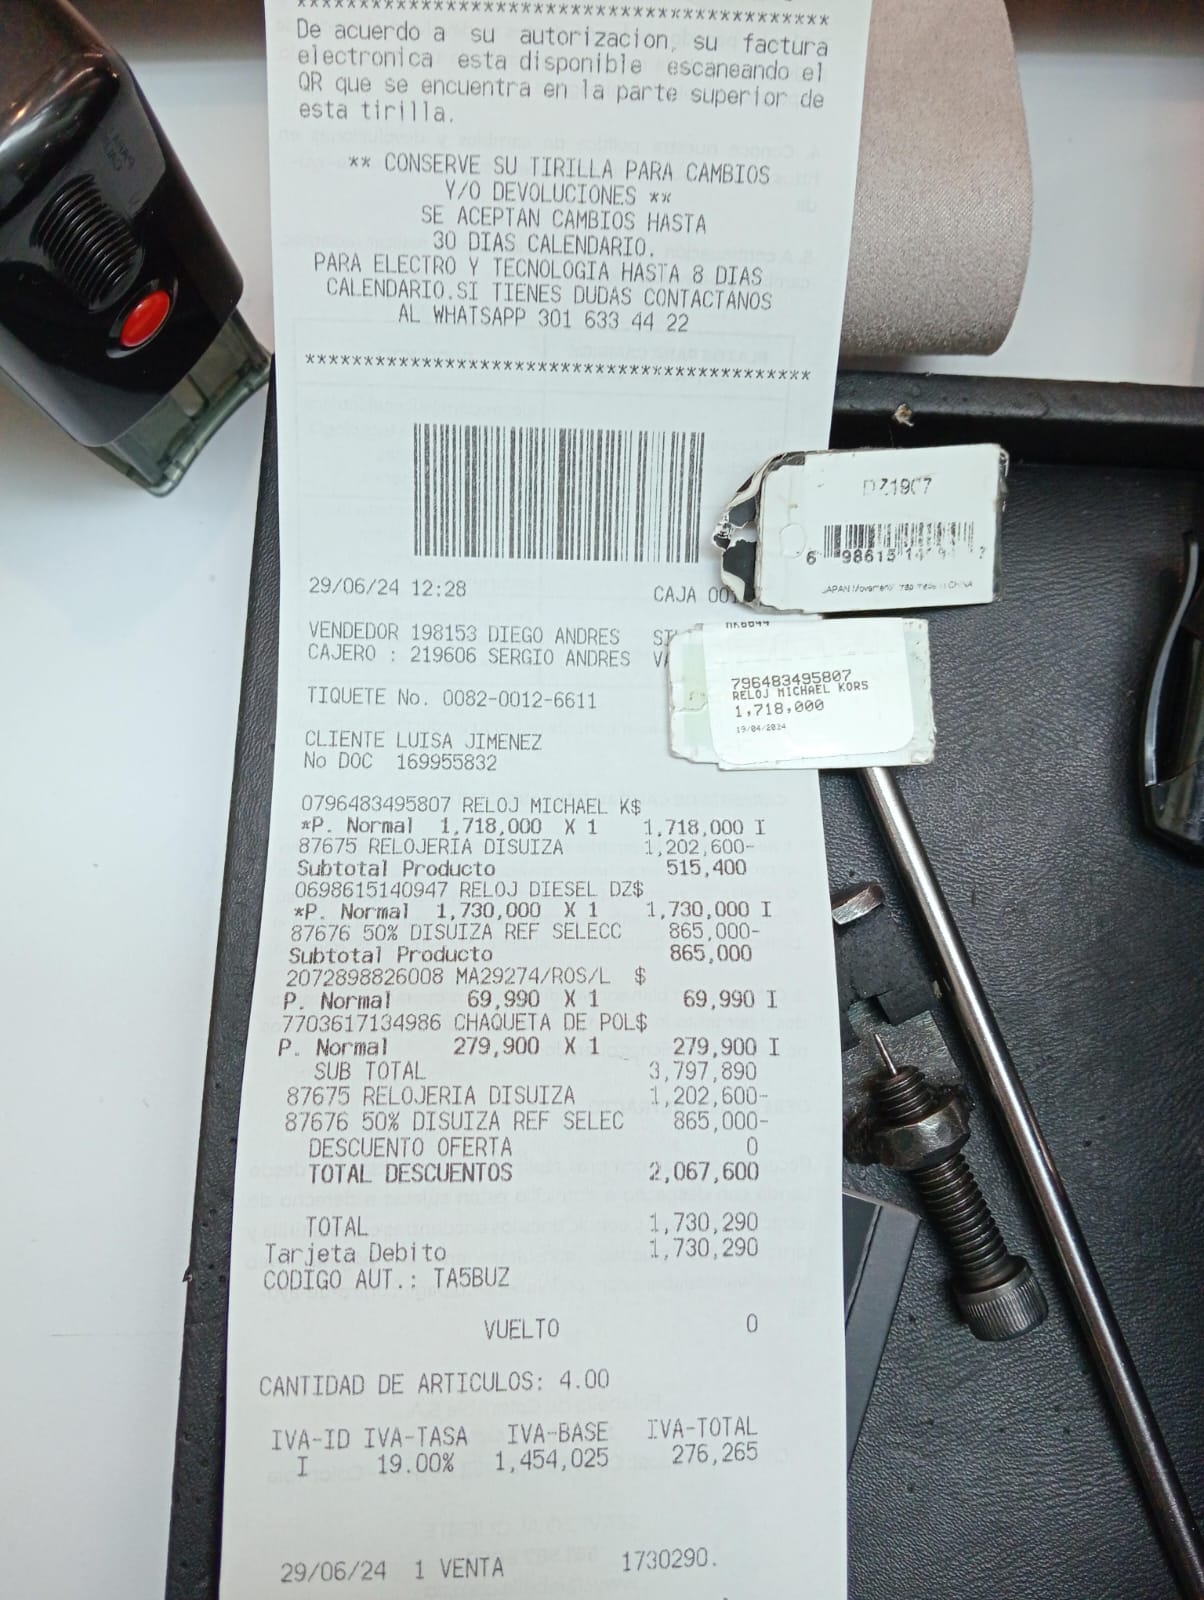 De acuerdo a su autorizacion, su factura
electronica esta disponible escaneando el
QR que se encuentra en la parte superior de
esta tirilla.
** CONSERVE SU TIRILLA PARA CAMBIOS
Y/O DEVOLUCIONES **
SE ACEPTAN CAMBIOS HASTA
30 DIAS CALENDARIO.
PARA ELECTRO Y TECNOLOGIA HASTA 8 DIAS
CALENDARIO.SI TIENES DUDAS CONTACTANOS
AL WHATSAPP 301 633 44 22
*******************************************
29/06/24 12:28 CAJA 00
VENDEDOR 198153 DIEGO ANDRES
CAJERO : 219606 SERGIO ANDRES
TIQUETE No. 0082-0012-6611
CLIENTE LUISA JIMENEZ
No DOC 169955832
0796483495807 RELOJ MICHAEL K$
*P. Normal 1,718,000 X 1 1,718,000 I
87675 RELOJERIA DISUIZA 1,202,600-
Subtotal Producto 515,400
0698615140947 RELOJ DIESEL DZ$
*P. Normal 1,730,000 X 1 1,730,000 I
87676 50% DISUIZA REF SELECC 865,000-
Subtotal Producto 865,000
2072898826008 MA29274/ROS/L $
P. Normal 69,990 X 1 69,990 I
7703617134986 CHAQUETA DE POL$
P. Normal 279,900 X 1 279,900 I
SUB TOTAL 3,797,890
87675 RELOJERIA DISUIZA 1,202,600-
87676 50% DISUIZA REF SELEC 865,000-
DESCUENTO OFERTA 0
TOTAL DESCUENTOS 2,067,600
TOTAL 1,730,290
Tarjeta Debito 1,730,290
CODIGO AUT.: TA5BUZ
VUELTO 0
CANTIDAD DE ARTICULOS: 4.00
IVA-ID IVA-TASA IVA-BASE IVA-TOTAL
I 19.00% 1,454,025 276,265
29/06/24 1 VENTA 1730290.
DZ1907
JAPAN Movement CHINA
796483495807
RELOJ MICHAEL KORS
1,718,000
19/04/2024